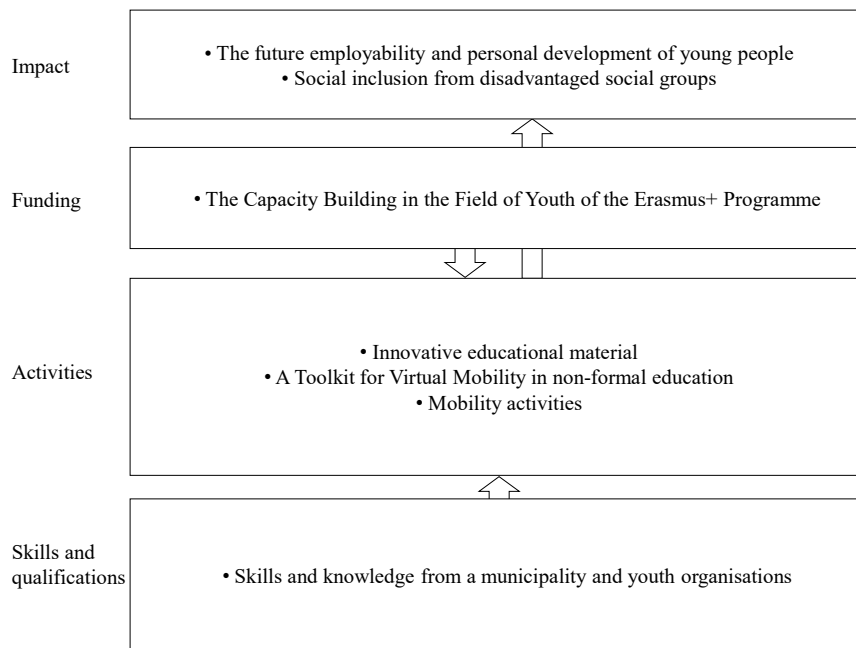 Impact
• The future employability and personal development of young people
• Social inclusion from disadvantaged social groups
Funding
• The Capacity Building in the Field of Youth of the Erasmus+ Programme
Activities
• Innovative educational material
• A Toolkit for Virtual Mobility in non-formal education
• Mobility activities
Skills and
qualifications
• Skills and knowledge from a municipality and youth organisations